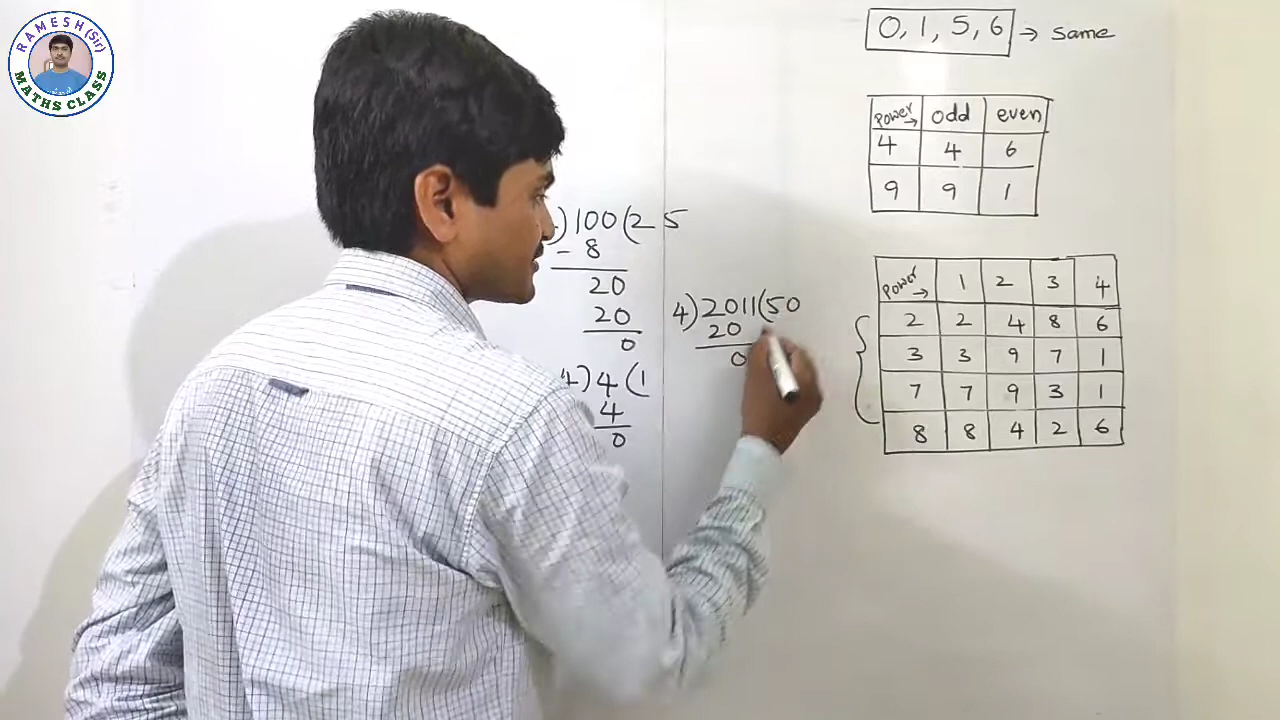 RAMESH (Sir)
MATHS CLASS
) 100 ( 2 5
- 8
20
20
0
4 ) 4 ( 1
4
0
4 ) 2011 ( 50
20
0
0, 1, 5, 6 → Same
Power → odd even
4 4 6
9 9 1
Power → 1 2 3 4
2 2 4 8 6
3 3 9 7 1
7 7 9 3 1
8 8 4 2 6